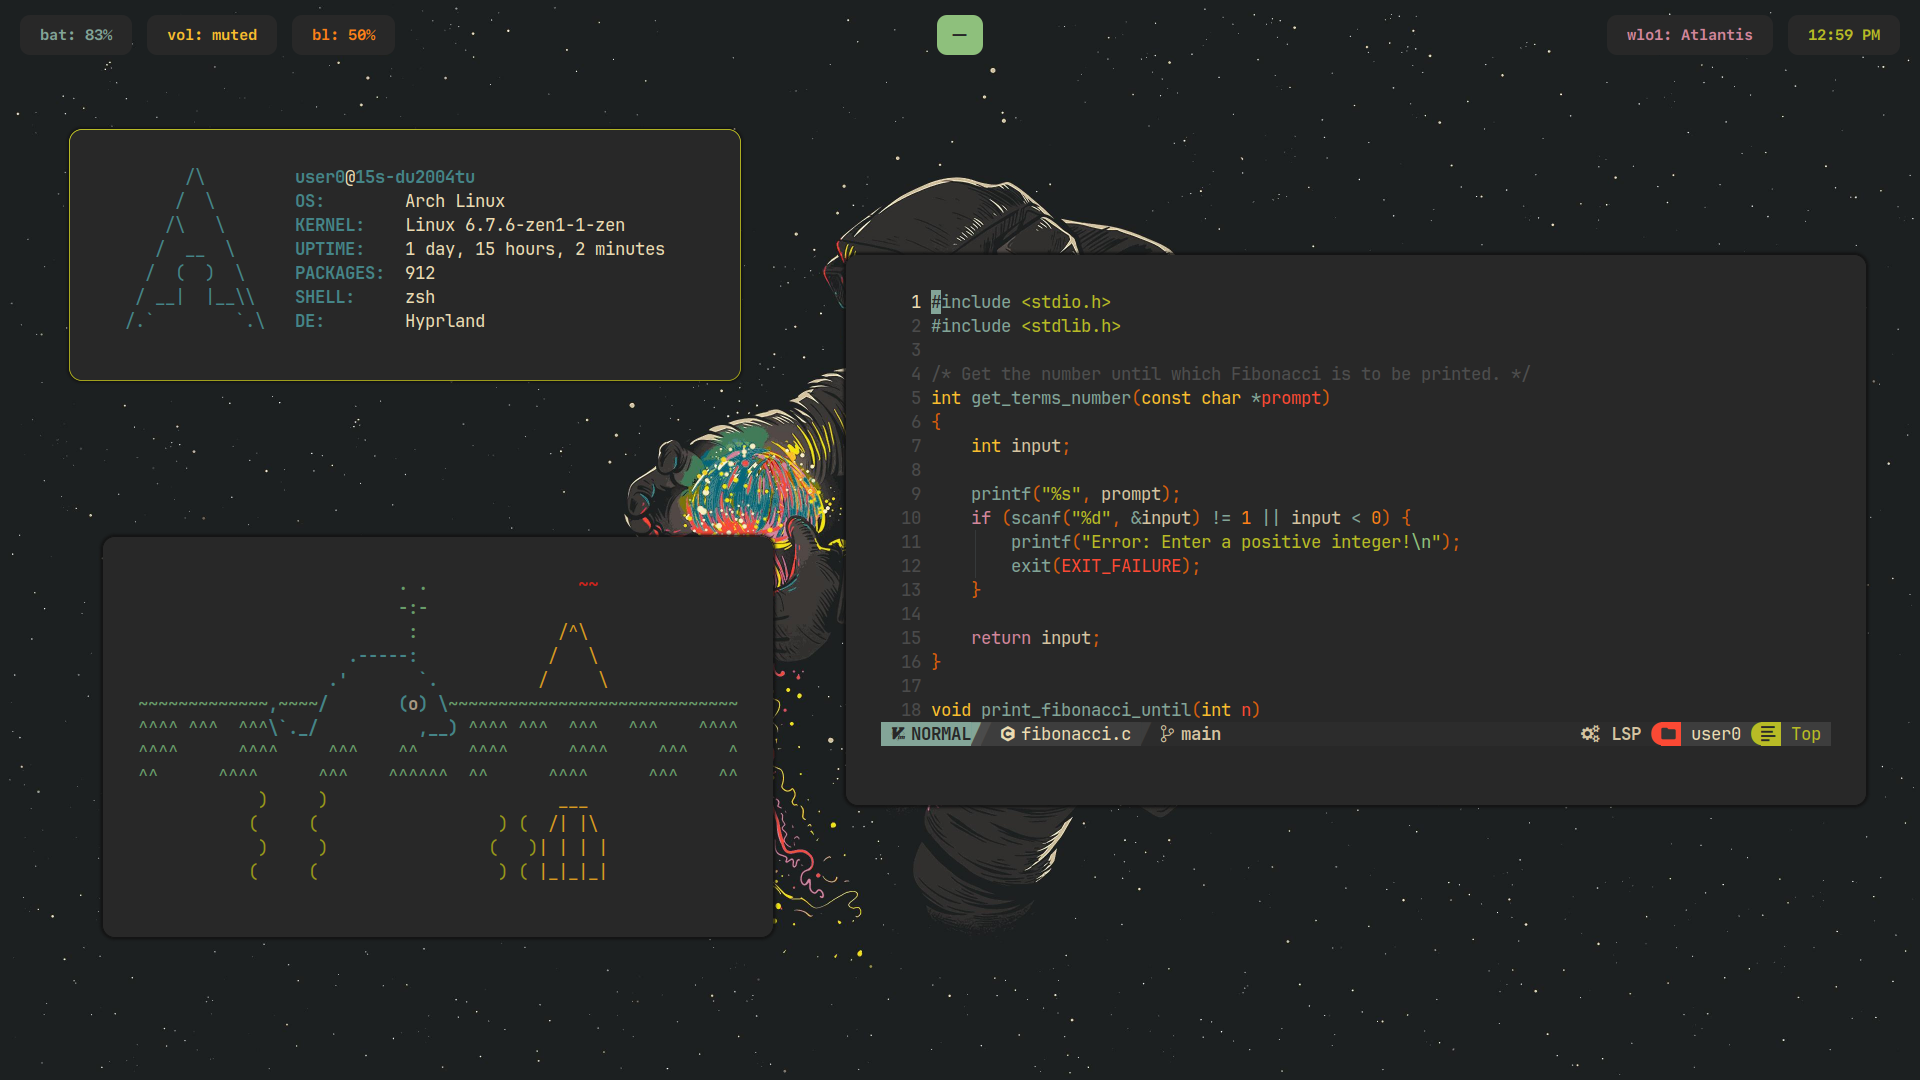 bat: 83% vol: muted bl: 50% — wlo1: Atlantis 12:59 PM
user0@15s-du2004tu
OS: Arch Linux
KERNEL: Linux 6.7.6-zen1-1-zen
UPTIME: 1 day, 15 hours, 2 minutes
PACKAGES: 912
SHELL: zsh
DE: Hyprland
1 #include <stdio.h>
2 #include <stdlib.h>
3
4 /* Get the number until which Fibonacci is to be printed. */
5 int get_terms_number(const char *prompt)
6 {
7     int input;
8
9     printf("%s", prompt);
10     if (scanf("%d", &input) != 1 || input < 0) {
11         printf("Error: Enter a positive integer!\n");
12         exit(EXIT_FAILURE);
13     }
14
15     return input;
16 }
17
18 void print_fibonacci_until(int n)
NORMAL fibonacci.c main LSP user0 Top